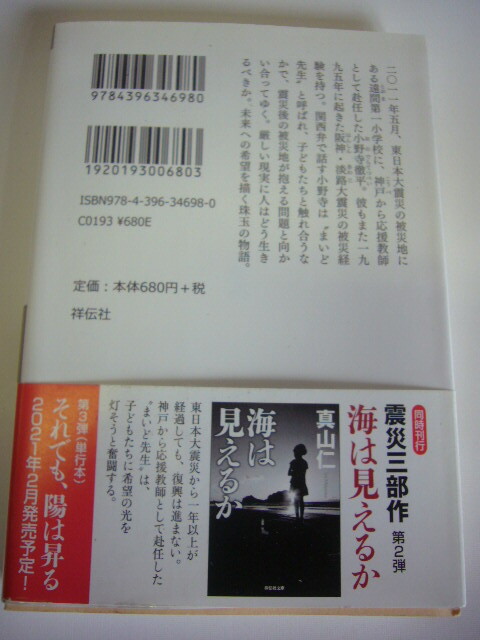 二〇一一年五月、東日本大震災の被災地に
ある遠間第一小学校に、神戸から応援教師
として赴任した小野寺徹平。彼もまた一九
九五年に起きた阪神・淡路大震災の被災経
験を持つ。関西弁で話す小野寺は〝まいど
先生〟と呼ばれ、子どもたちと触れ合うな
かで、震災後の被災地が抱える問題と向か
い合ってゆく。厳しい現実に人はどう生き
るべきか。未来への希望を描く珠玉の物語。
9784396346980
1920193006803
ISBN978-4-396-34698-0
C0193 ¥680E
定価：本体680円＋税
祥伝社
同時刊行
震災三部作 第2弾
海は見えるか
真山仁
海は
見えるか
祥伝社文庫
東日本大震災から一年以上が
経過しても、復興は進まない。
神戸から応援教師として赴任した
〝まいど先生〟は、
子どもたちに希望の光を
灯そうと奮闘する。
第3弾(単行本)
それでも、陽は昇る
2021年2月発売予定！